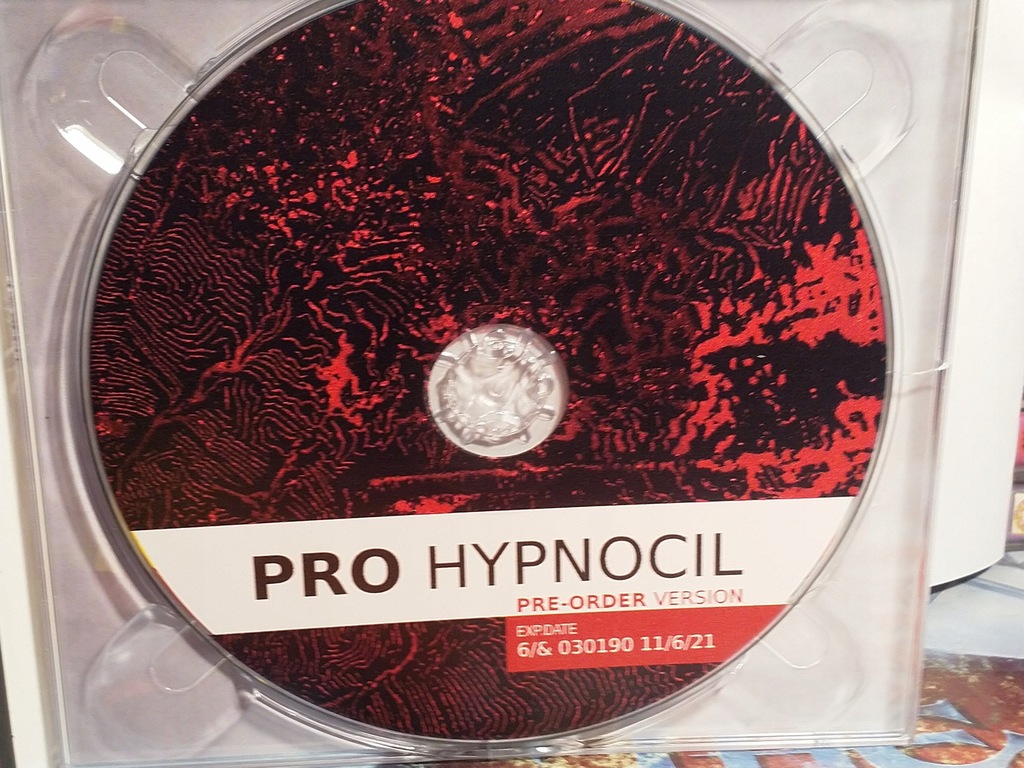 PRO HYPNOCIL
PRE-ORDER VERSION
EXP.DATE
6/& 030190 11/6/21